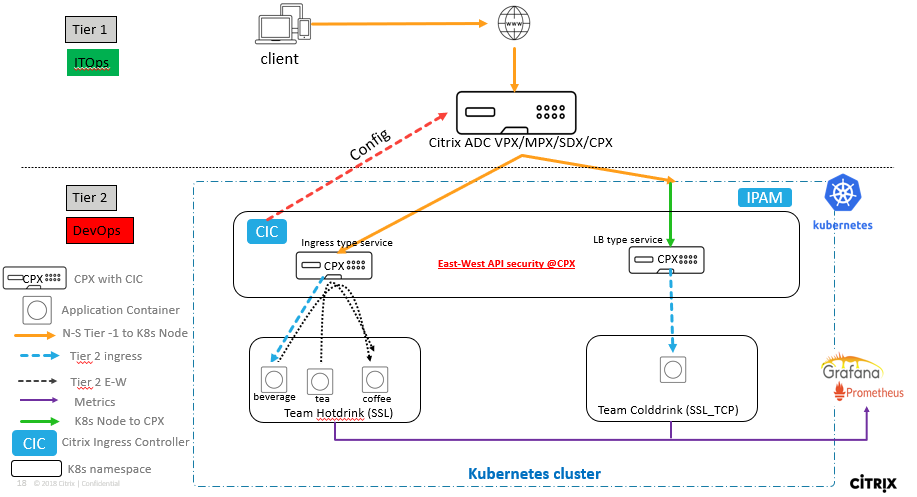 Tier 1
ITOps
client
WWW
Citrix ADC VPX/MPX/SDX/CPX
Config
Tier 2
DevOps
IPAM
kubernetes
CIC
Ingress type service
LB type service
CPX
CPX
East-West API security @CPX
CPX
CPX with CIC
Application Container
N-S Tier -1 to K8s Node
Tier 2 ingress
Tier 2 E-W
Metrics
K8s Node to CPX
CIC
Citrix Ingress Controller
K8s namespace
beverage
tea
coffee
Team Hotdrink (SSL)
Team Colddrink (SSL_TCP)
Grafana
Prometheus
Kubernetes cluster
18
© 2018 Citrix | Confidential
CİTRİX